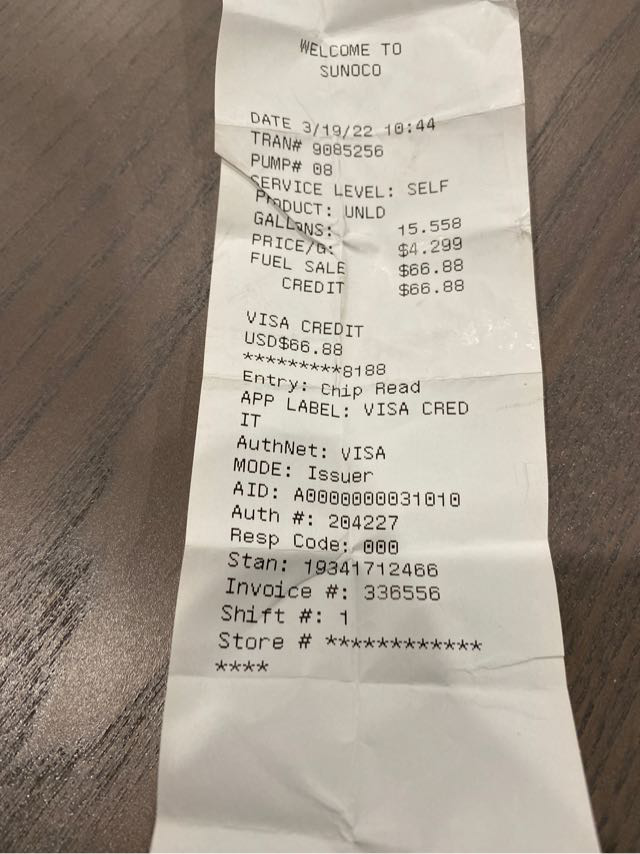 WELCOME TO
SUNOCO
DATE 3/19/22 10:44
TRAN# 9085256
PUMP# 08
SERVICE LEVEL: SELF
PRODUCT: UNLD
GALLONS: 15.558
PRICE/G: $4.299
FUEL SALE $66.88
CREDIT $66.88
VISA CREDIT
USD$66.88
*********8188
Entry: Chip Read
APP LABEL: VISA CRED
IT
AuthNet: VISA
MODE: Issuer
AID: A0000000031010
Auth #: 204227
Resp Code: 000
Stan: 19341712466
Invoice #: 336556
Shift #: 1
Store # ************
****